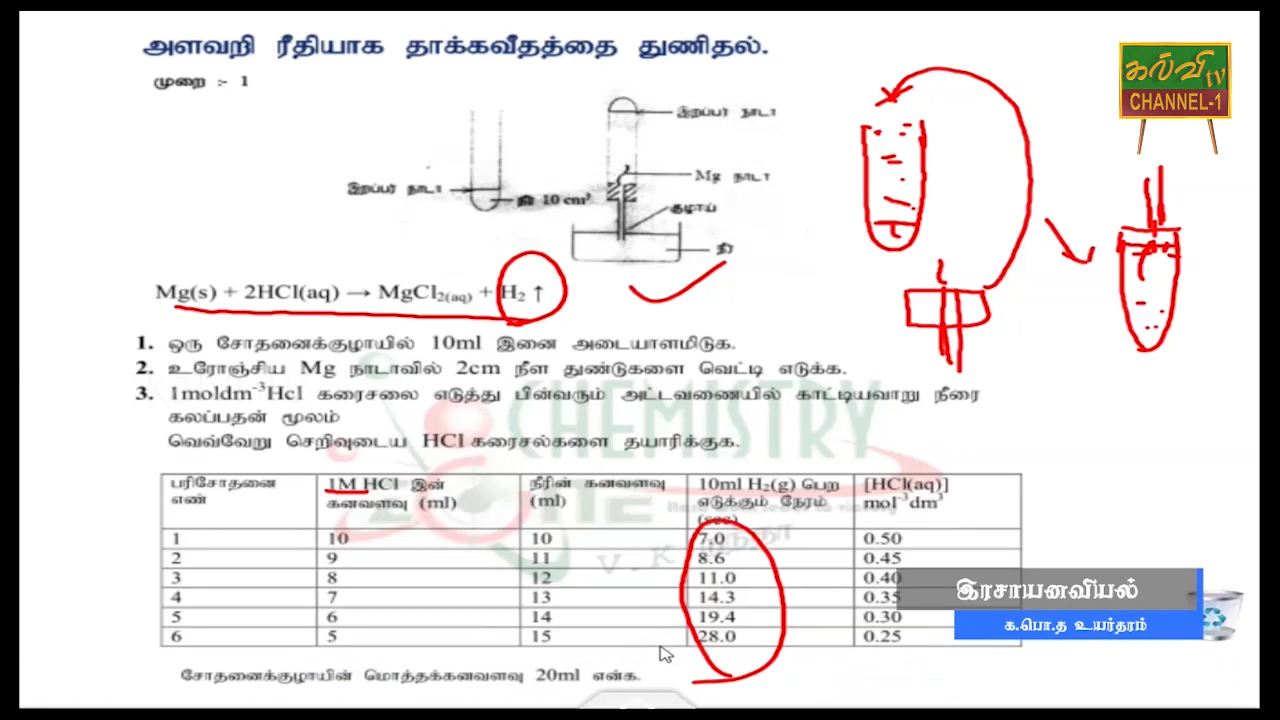 அளவறி ரீதியாக தாக்கவீதத்தை துணிதல்.
முறை :- 1
கல்வி tv
CHANNEL-1
இறப்பர் நாடா
Mg நாடா
இறப்பர் நாடா
நீர் 10 cm³
குழாய்
நீர்
Mg(s) + 2HCl(aq) → MgCl₂(aq) + H₂ ↑
1. ஒரு சோதனைக்குழாயில் 10ml இனை அடையாளமிடுக.
2. உரோஞ்சிய Mg நாடாவில் 2cm நீள துண்டுகளை வெட்டி எடுக்க.
3. 1moldm⁻³Hcl கரைசலை எடுத்து பின்வரும் அட்டவணையில் காட்டியவாறு நீரை
கலப்பதன் மூலம்
வெவ்வேறு செறிவுடைய HCl கரைசல்களை தயாரிக்குக.
CHEMISTRY
பரிசோதனை எண் | 1M HCl இன் கனவளவு (ml) | நீரின் கனவளவு (ml) | 10ml H₂(g) பெற எடுக்கும் நேரம் (sec) | [HCl(aq)] mol⁻³dm³
1 | 10 | 10 | 7.0 | 0.50
2 | 9 | 11 | 8.6 | 0.45
3 | 8 | 12 | 11.0 | 0.40
4 | 7 | 13 | 14.3 | 0.35
5 | 6 | 14 | 19.4 | 0.30
6 | 5 | 15 | 28.0 | 0.25
இரசாயனவியல்
க.பொ.த உயர்தரம்
சோதனைக்குழாயின் மொத்தக்கனவளவு 20ml என்க.